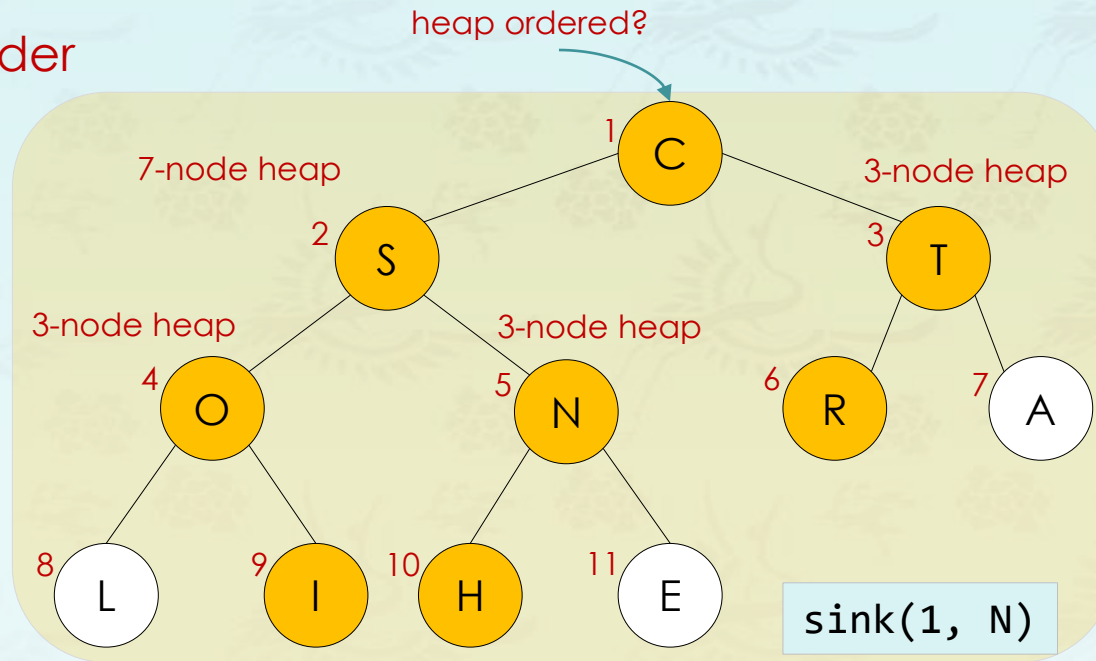 heap ordered?
der
1
C
7-node heap
3-node heap
2
S
3
T
3-node heap
3-node heap
4
O
5
N
6
R
7
A
8
L
9
I
10
H
11
E
sink(1, N)